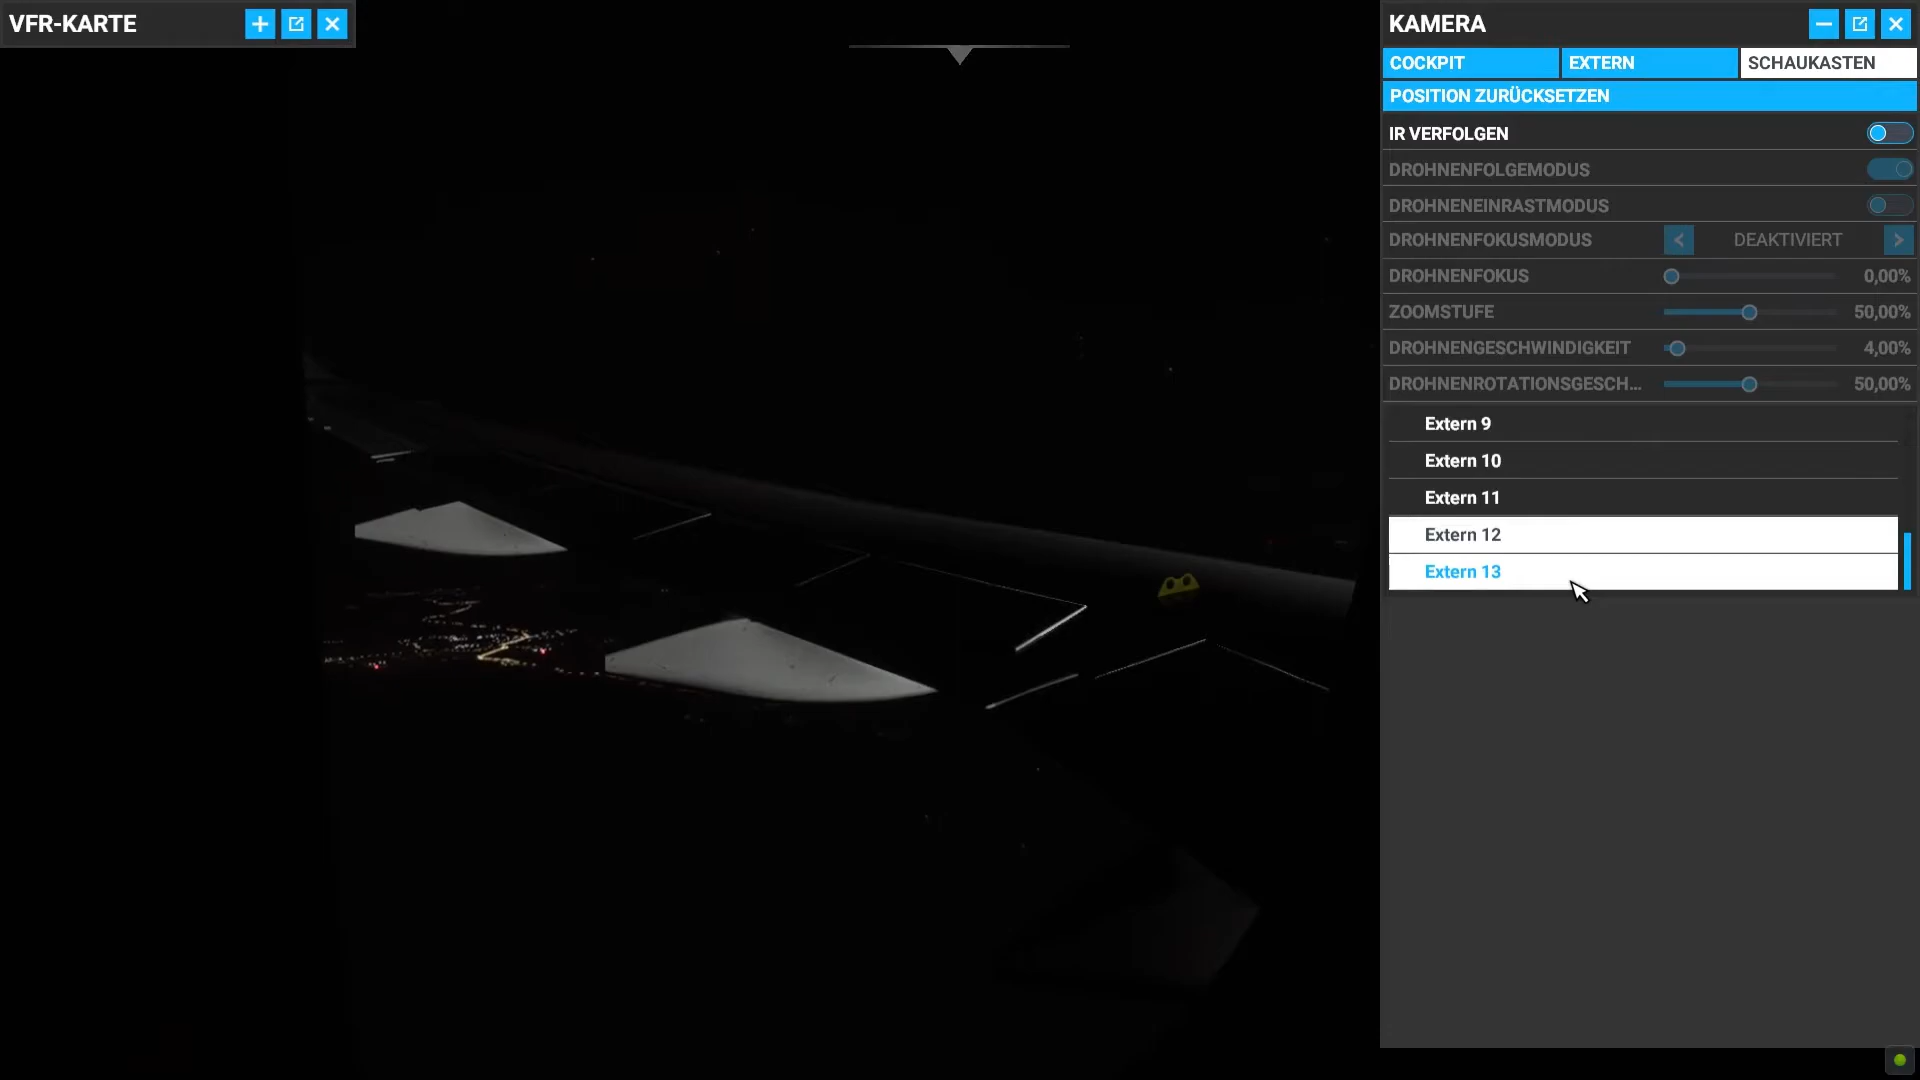 VFR-KARTE
KAMERA
COCKPIT
EXTERN
SCHAUKASTEN
POSITION ZURÜCKSETZEN
IR VERFOLGEN
DROHNENFOLGEMODUS
DROHNENEINRASTMODUS
DROHNENFOKUSMODUS DEAKTIVIERT
DROHNENFOKUS 0,00%
ZOOMSTUFE 50,00%
DROHNENGESCHWINDIGKEIT 4,00%
DROHNENROTATIONSGESCH... 50,00%
Extern 9
Extern 10
Extern 11
Extern 12
Extern 13